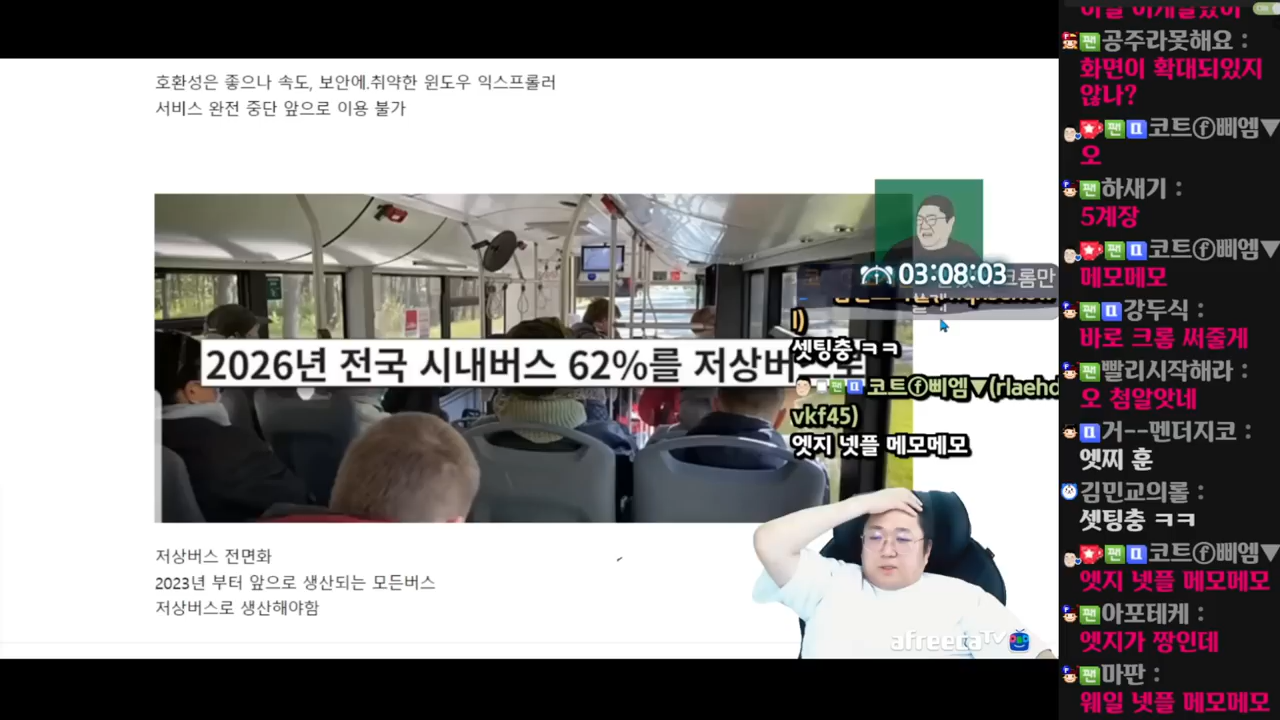 호환성은 좋으나 속도, 보안에.취약한 윈도우 익스프롤러
서비스 완전 중단 앞으로 이용 불가
2026년 전국 시내버스 62%를 저상버스로
저상버스 전면화
2023년 부터 앞으로 생산되는 모든버스
저상버스로 생산해야함
03:08:03
크롬만
셋팅충ㅋㅋ
코트ⓕ삐엠▼(rlaehd
vkf45)
엣지 넷플 메모메모
afreecaTV
공주라못해요 :
화면이 확대되있지
않나?
코트ⓕ삐엠▼
오
하새기 :
5계장
코트ⓕ삐엠▼
메모메모
강두식 :
바로 크롬 써줄게
빨리시작해라 :
오 첨알앗네
거--멘더지코 :
엣찌 훈
김민교의롤 :
셋팅충 ㅋㅋ
코트ⓕ삐엠▼
엣지 넷플 메모메모
아포테케 :
엣지가 짱인데
마판 :
웨일 넷플 메모메모